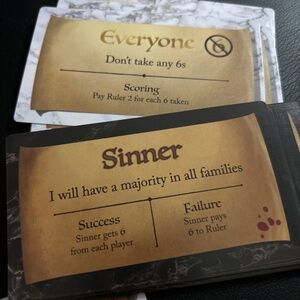 Everyone
6
Don't take any 6s
Scoring
Pay Ruler 2 for each 6 taken
Sinner
I will have a majority in all families
Success
Sinner gets 6
from each player
Failure
Sinner pays
6 to Ruler